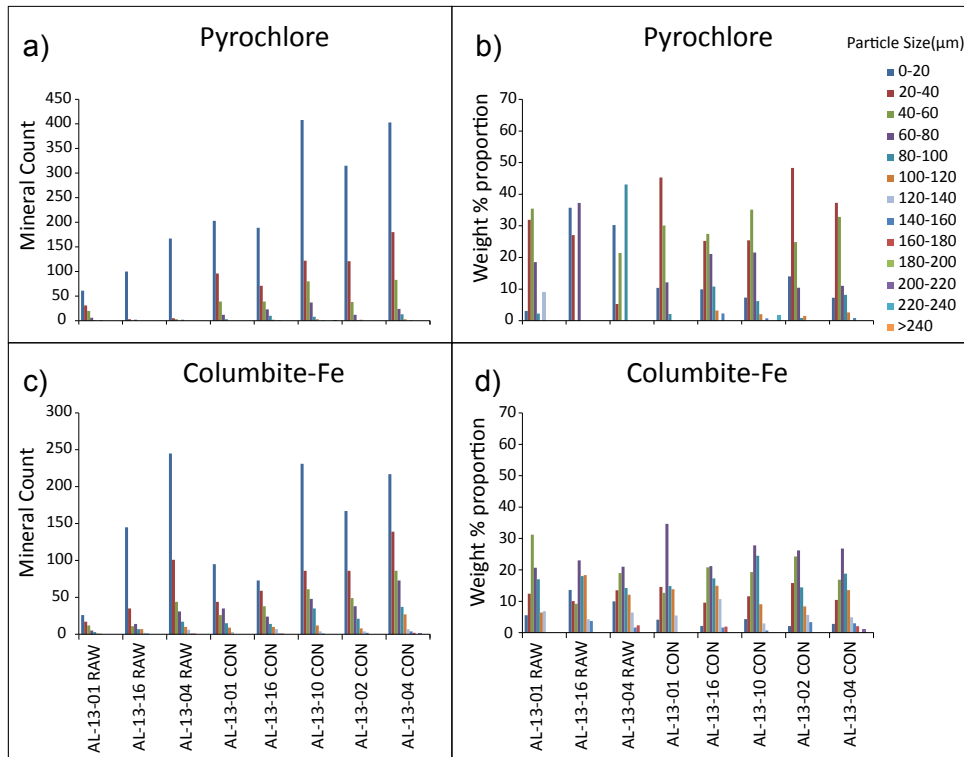 a)
Pyrochlore
Mineral Count
450
400
350
300
250
200
150
100
50
0
b)
Pyrochlore
Weight % proportion
70
60
50
40
30
20
10
0
Particle Size(µm)
0-20
20-40
40-60
60-80
80-100
100-120
120-140
140-160
160-180
180-200
200-220
220-240
>240
c)
Columbite-Fe
Mineral Count
300
250
200
150
100
50
0
AL-13-01 RAW
AL-13-16 RAW
AL-13-04 RAW
AL-13-01 CON
AL-13-16 CON
AL-13-10 CON
AL-13-02 CON
AL-13-04 CON
d)
Columbite-Fe
Weight % proportion
70
60
50
40
30
20
10
0
AL-13-01 RAW
AL-13-16 RAW
AL-13-04 RAW
AL-13-01 CON
AL-13-16 CON
AL-13-10 CON
AL-13-02 CON
AL-13-04 CON